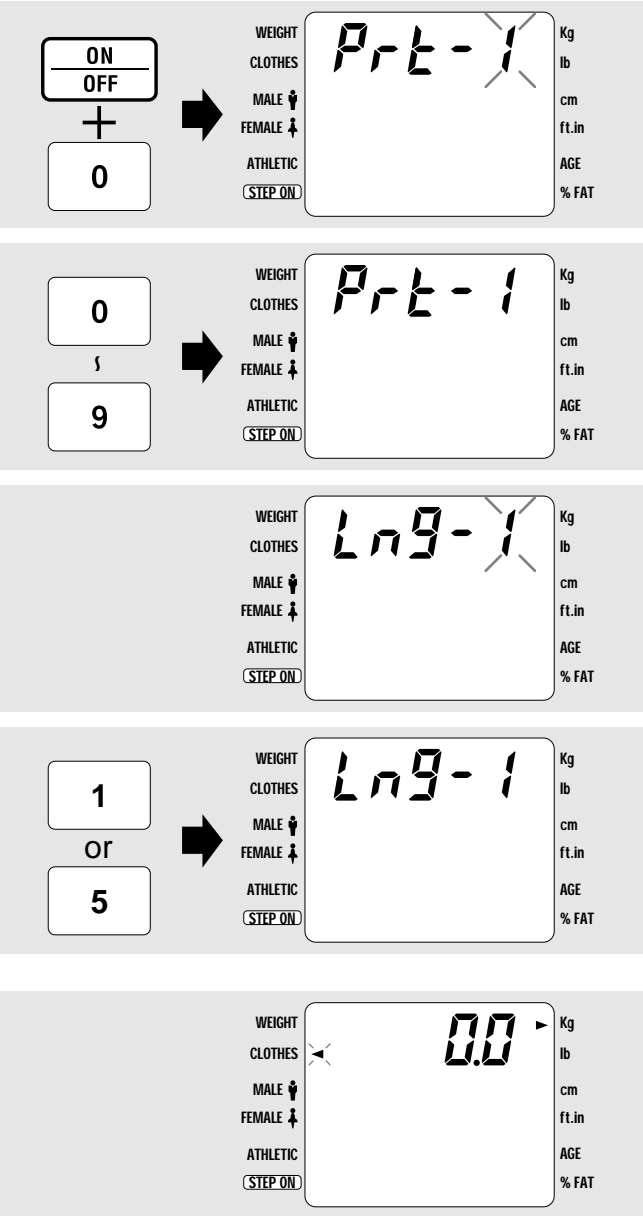 ON
OFF
+
0
WEIGHT Prt-1 Kg
CLOTHES lb
MALE cm
FEMALE ft.in
ATHLETIC AGE
STEP ON % FAT
0
~
9
WEIGHT Prt-1 Kg
CLOTHES lb
MALE cm
FEMALE ft.in
ATHLETIC AGE
STEP ON % FAT
WEIGHT Lng-1 Kg
CLOTHES lb
MALE cm
FEMALE ft.in
ATHLETIC AGE
STEP ON % FAT
1
or
5
WEIGHT Lng-1 Kg
CLOTHES lb
MALE cm
FEMALE ft.in
ATHLETIC AGE
STEP ON % FAT
WEIGHT 0.0 Kg
CLOTHES lb
MALE cm
FEMALE ft.in
ATHLETIC AGE
STEP ON % FAT